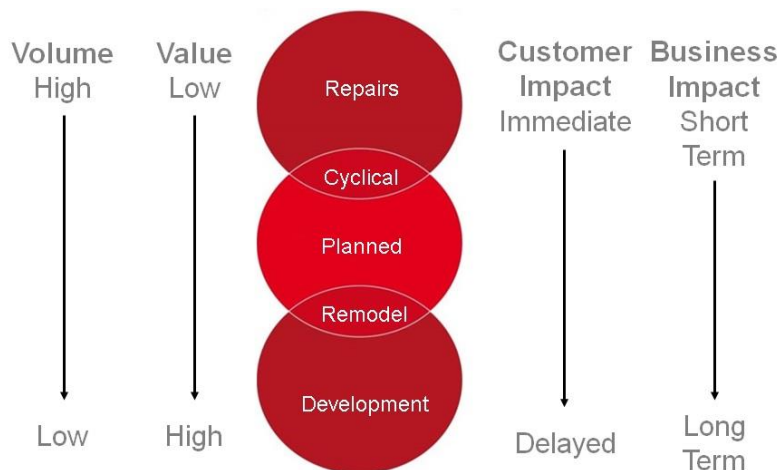 Volume
High
Value
Low
Repairs
Cyclical
Planned
Remodel
Development
Customer
Impact
Immediate
Business
Impact
Short
Term
Low
High
Delayed
Long
Term